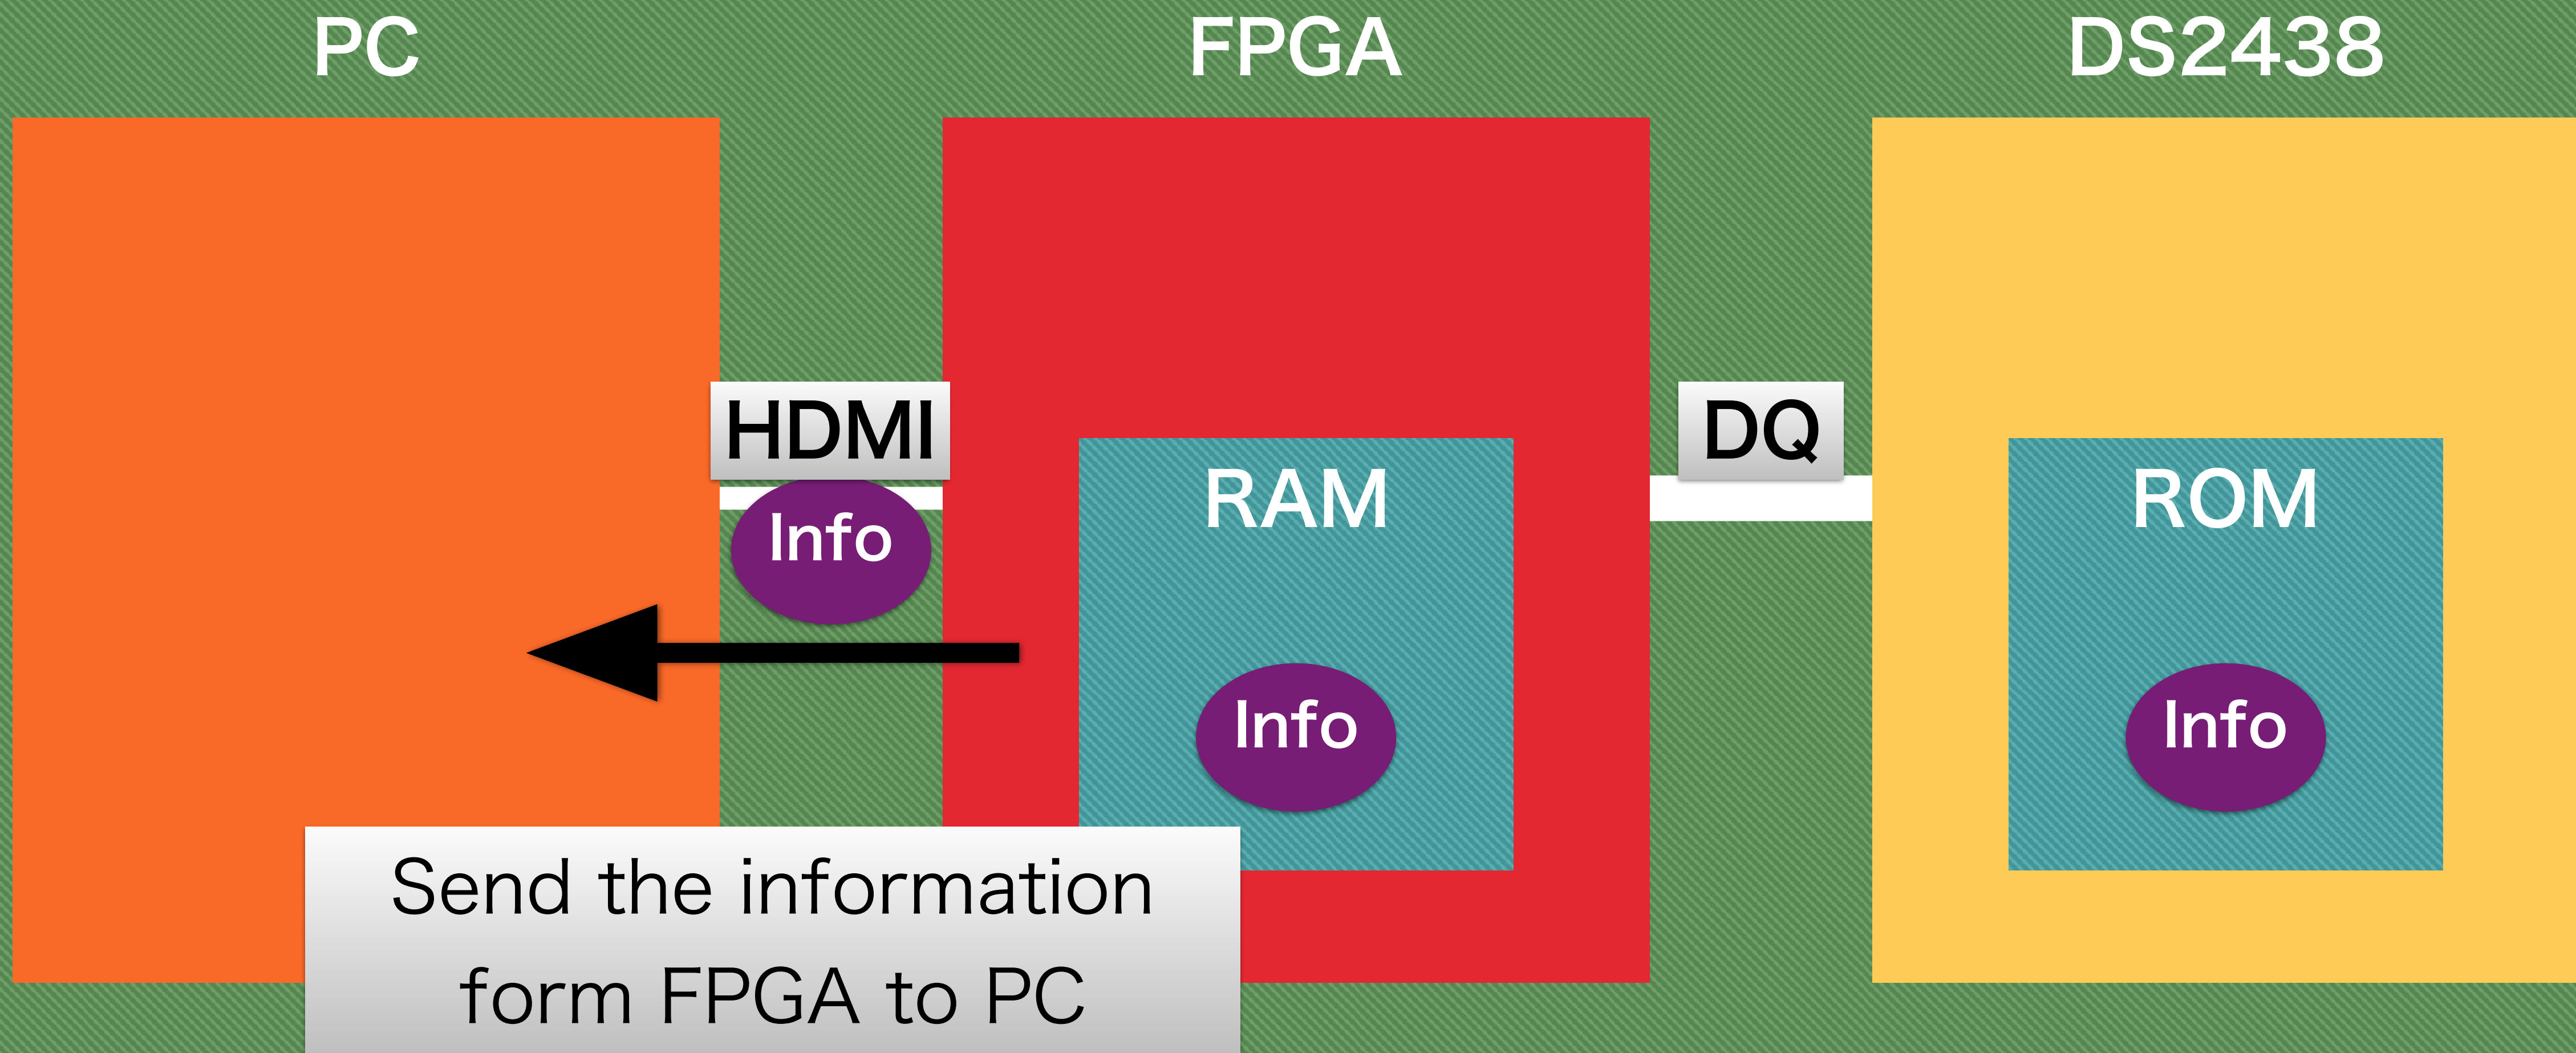 PC
FPGA
DS2438
HDMI
DQ
RAM
ROM
Info
Info
Info
Send the information
form FPGA to PC